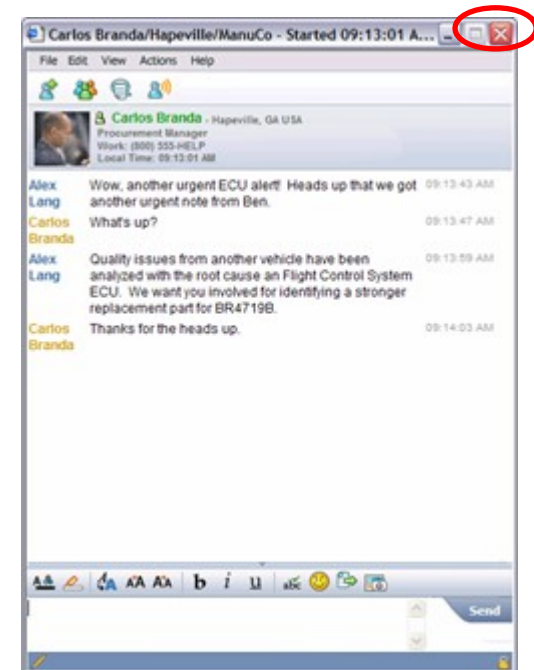 Carlos Branda/Hapeville/ManuCo - Started 09:13:01 A...
File Edit View Actions Help
Carlos Branda - Hapeville, GA USA
Procurement Manager
Work: (800) 555-HELP
Local Time: 09:13:01 AM
Alex Lang Wow, another urgent ECU alert! Heads up that we got 09:13:43 AM
another urgent note from Ben.
Carlos Branda What's up? 09:13:47 AM
Alex Lang Quality issues from another vehicle have been 09:13:59 AM
analyzed with the root cause an Flight Control System
ECU. We want you involved for identifying a stronger
replacement part for BR4719B.
Carlos Branda Thanks for the heads up. 09:14:03 AM
b i u abc
Send